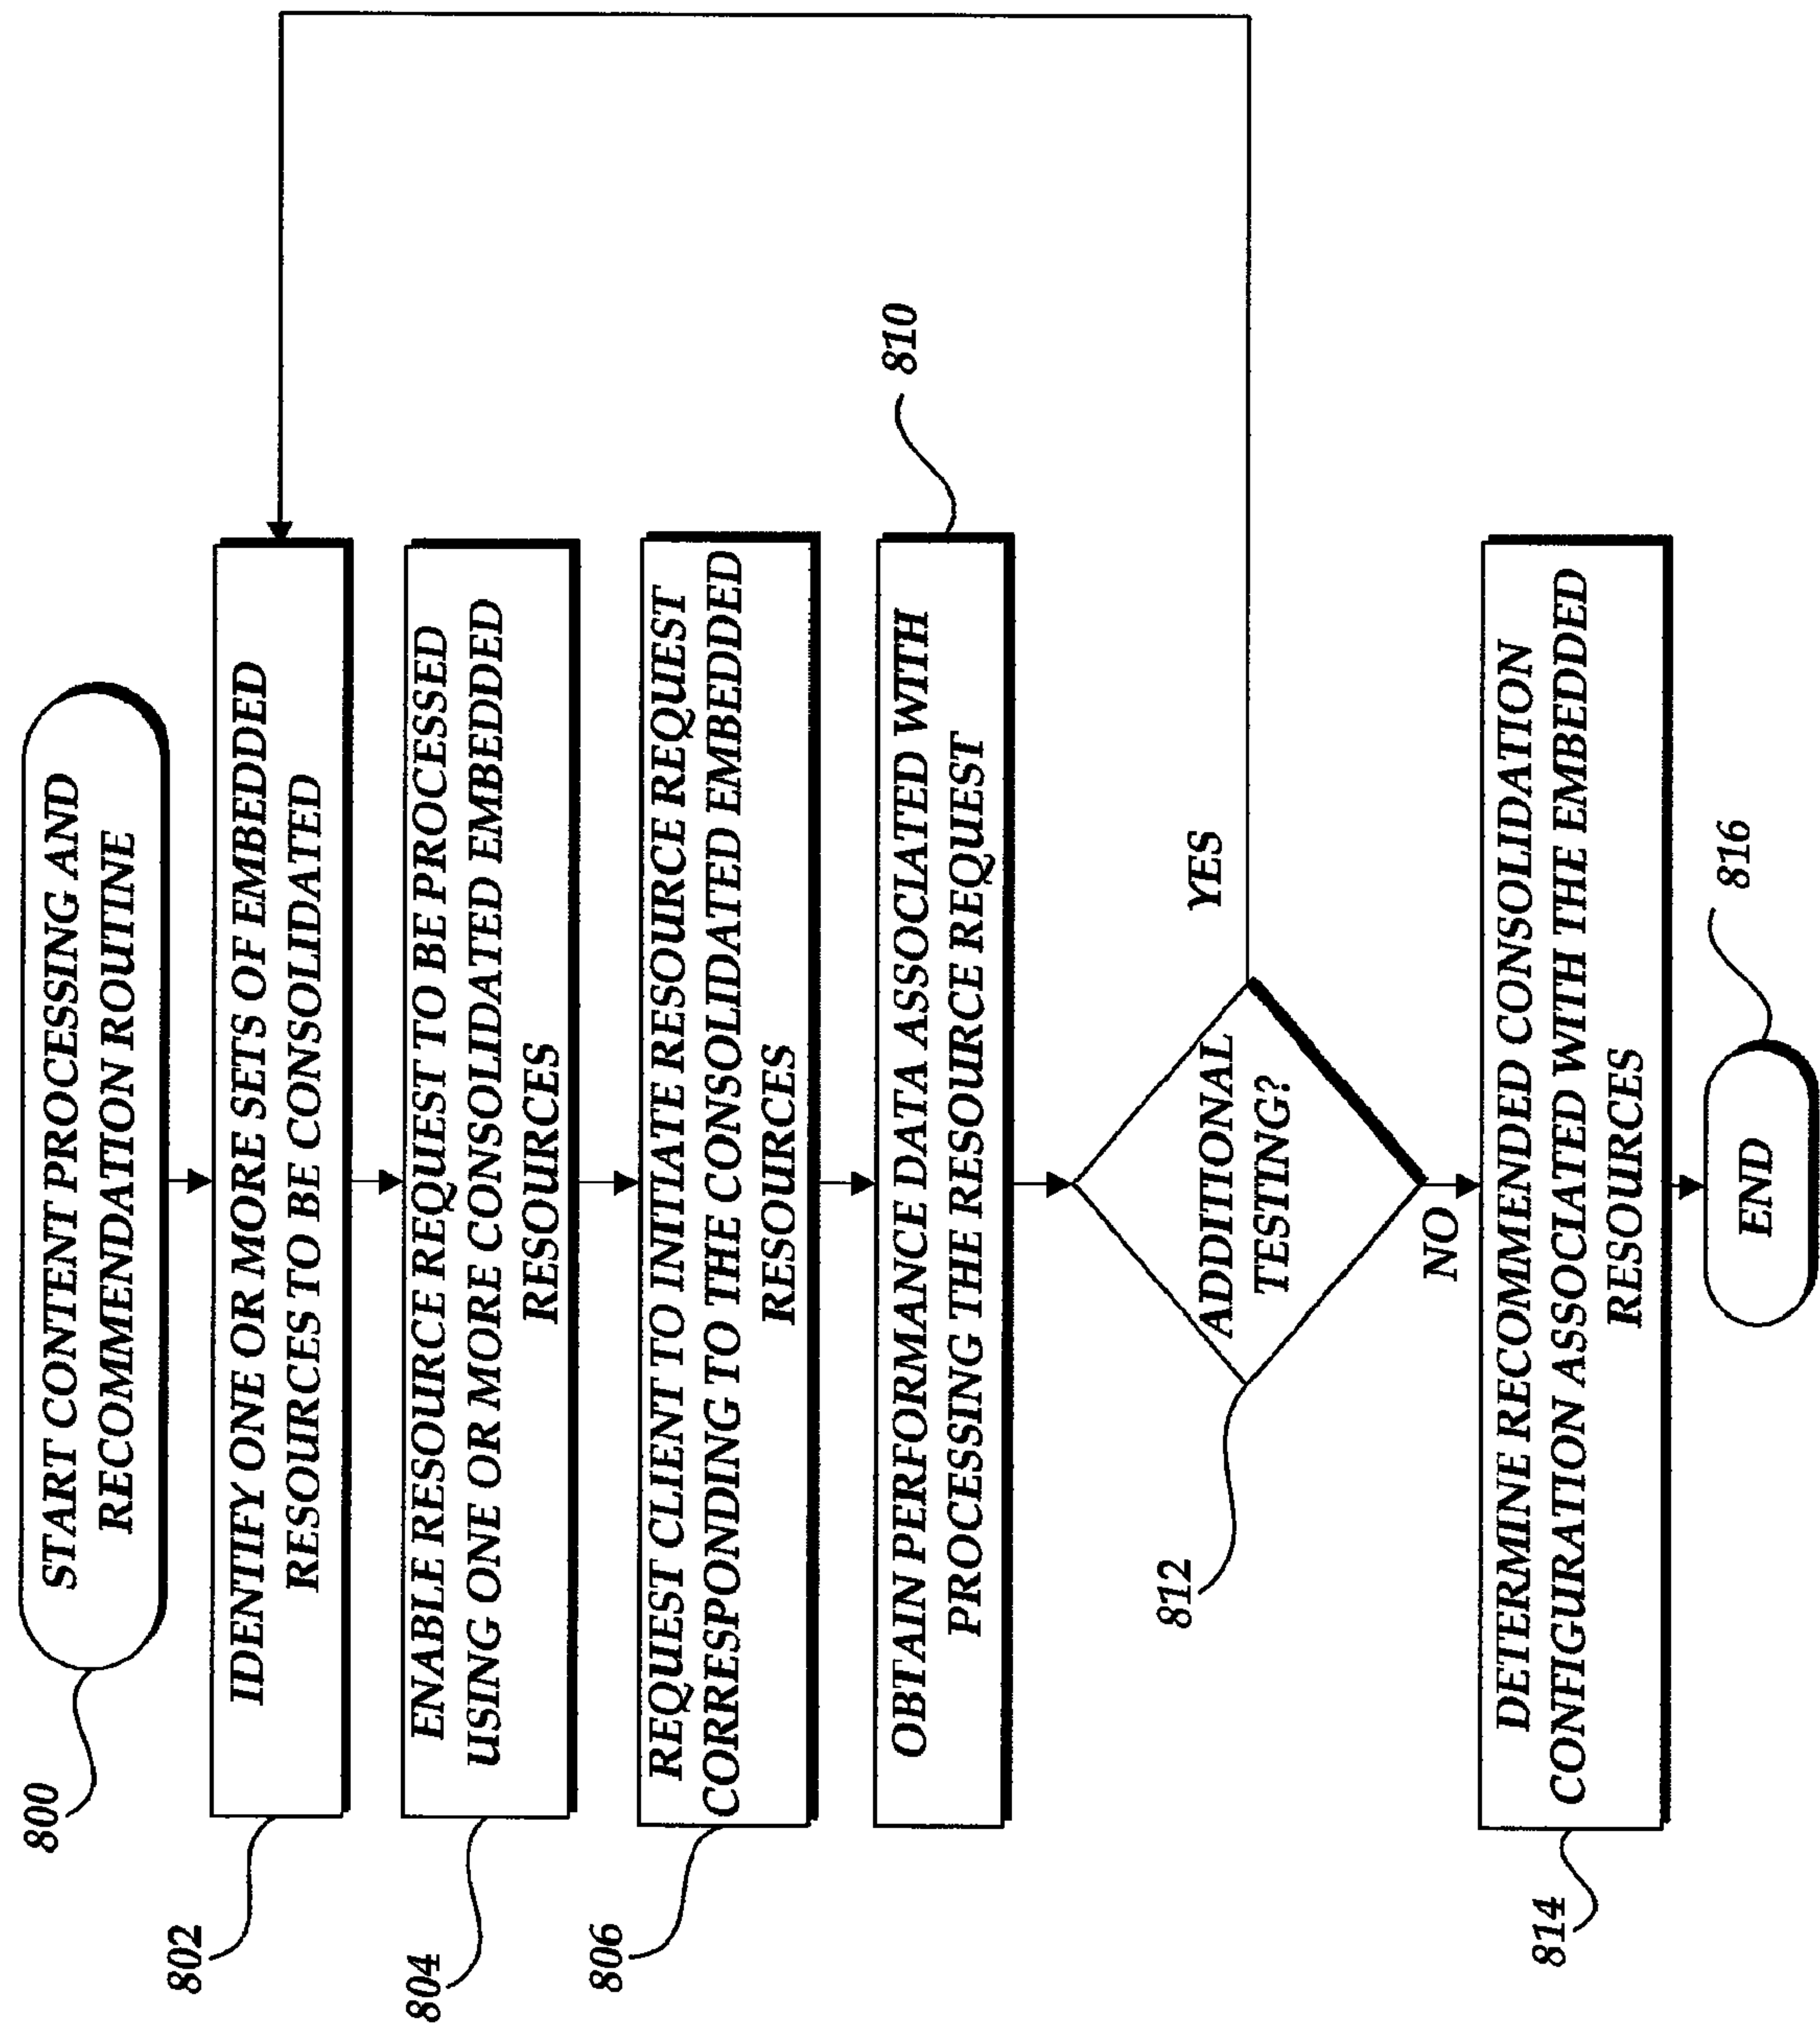 800
START CONTENT PROCESSING AND
RECOMMENDATION ROUTINE
802
IDENTIFY ONE OR MORE SETS OF EMBEDDED
RESOURCES TO BE CONSOLIDATED
804
ENABLE RESOURCE REQUEST TO BE PROCESSED
USING ONE OR MORE CONSOLIDATED EMBEDDED
RESOURCES
806
REQUEST CLIENT TO INITIATE RESOURCE REQUEST
CORRESPONDING TO THE CONSOLIDATED EMBEDDED
RESOURCES
OBTAIN PERFORMANCE DATA ASSOCIATED WITH
PROCESSING THE RESOURCE REQUEST
810
812
ADDITIONAL
TESTING?
YES
NO
814
DETERMINE RECOMMENDED CONSOLIDATION
CONFIGURATION ASSOCIATED WITH THE EMBEDDED
RESOURCES
END
816